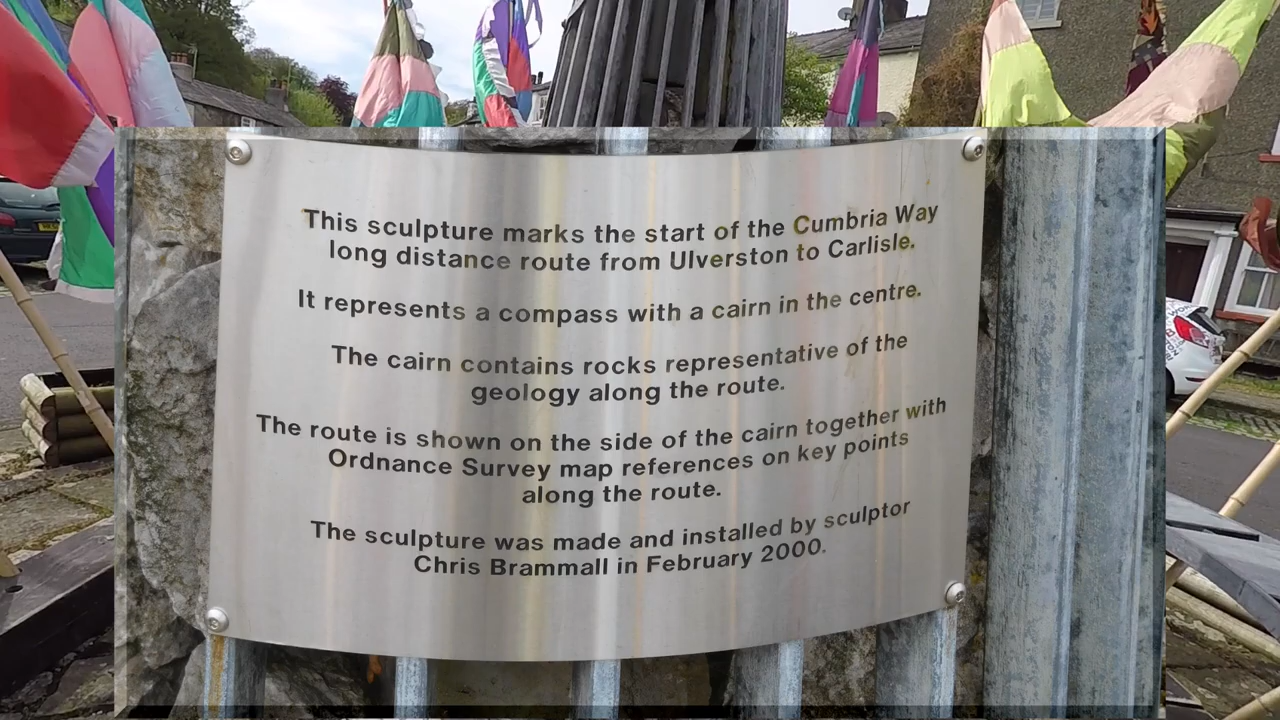 This sculpture marks the start of the Cumbria Way
long distance route from Ulverston to Carlisle.
It represents a compass with a cairn in the centre.
The cairn contains rocks representative of the
geology along the route.
The route is shown on the side of the cairn together with
Ordnance Survey map references on key points
along the route.
The sculpture was made and installed by sculptor
Chris Brammall in February 2000.